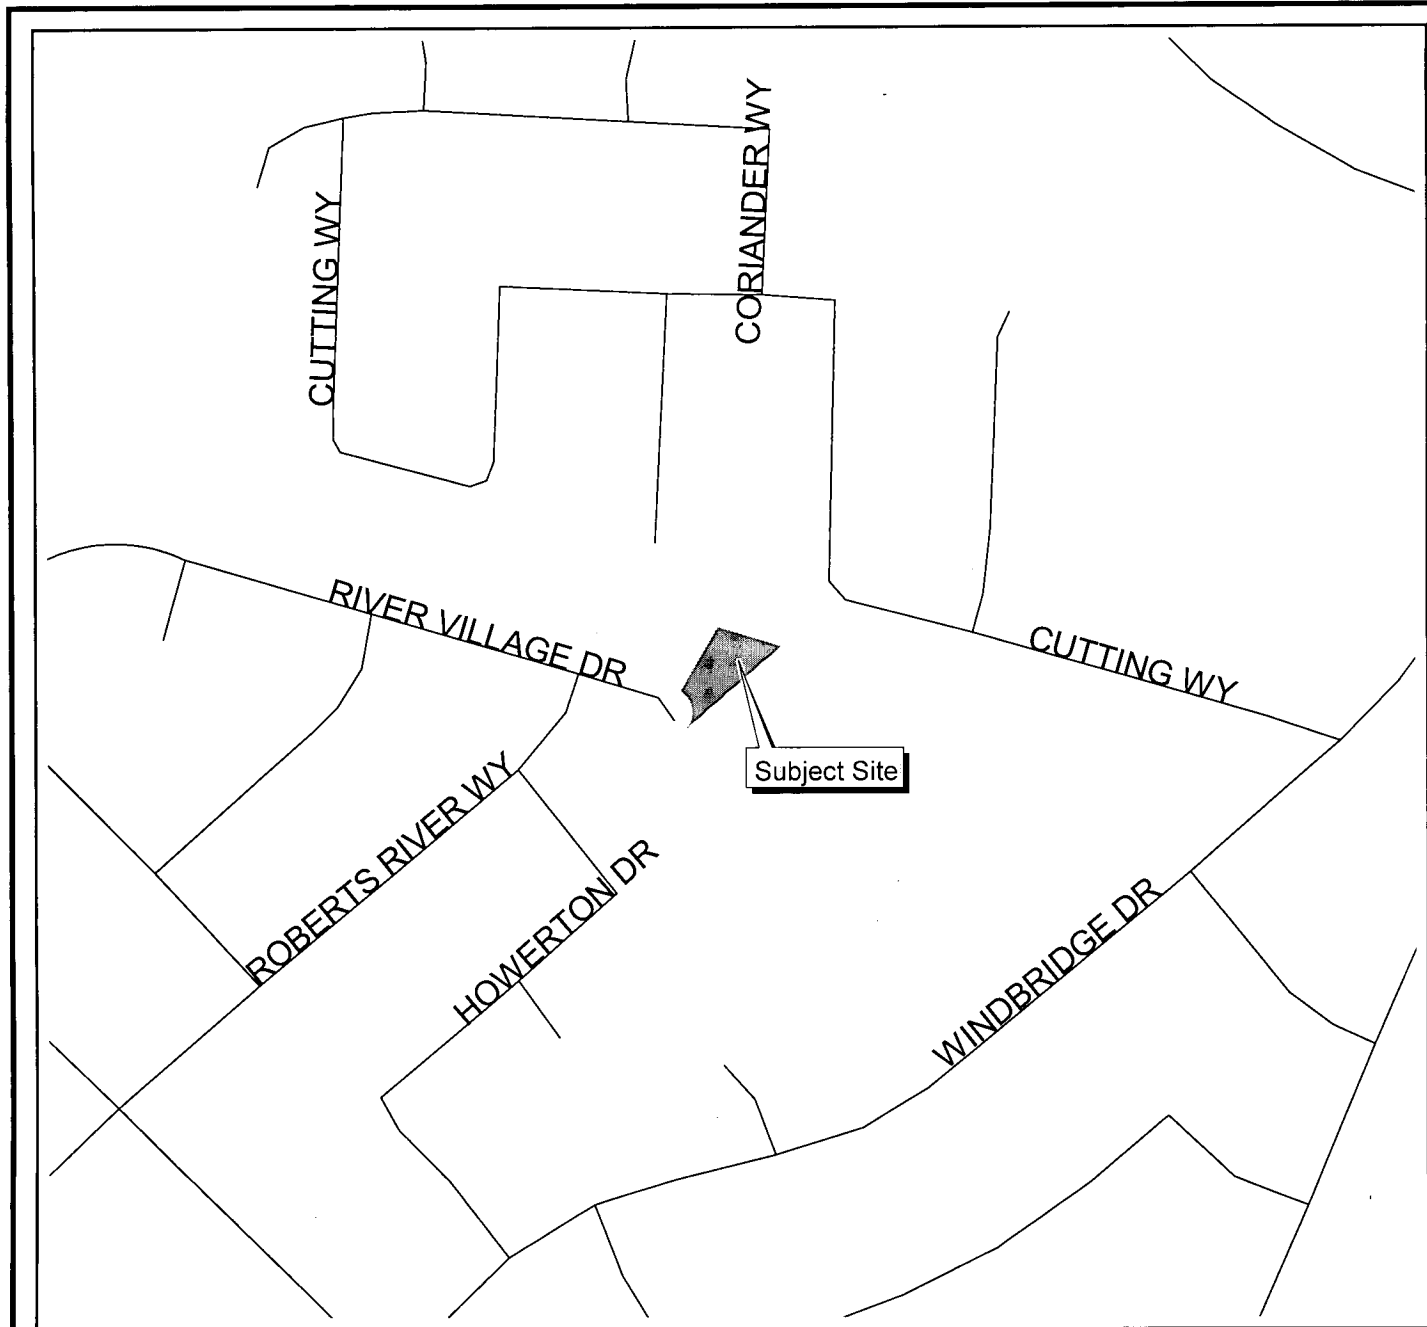 CORIANDER WY
CUTTING WY
RIVER VILLAGE DR
CUTTING WY
Subject Site
ROBERTS RIVER WY
HOWERTON DR
WINDBRIDGE DR